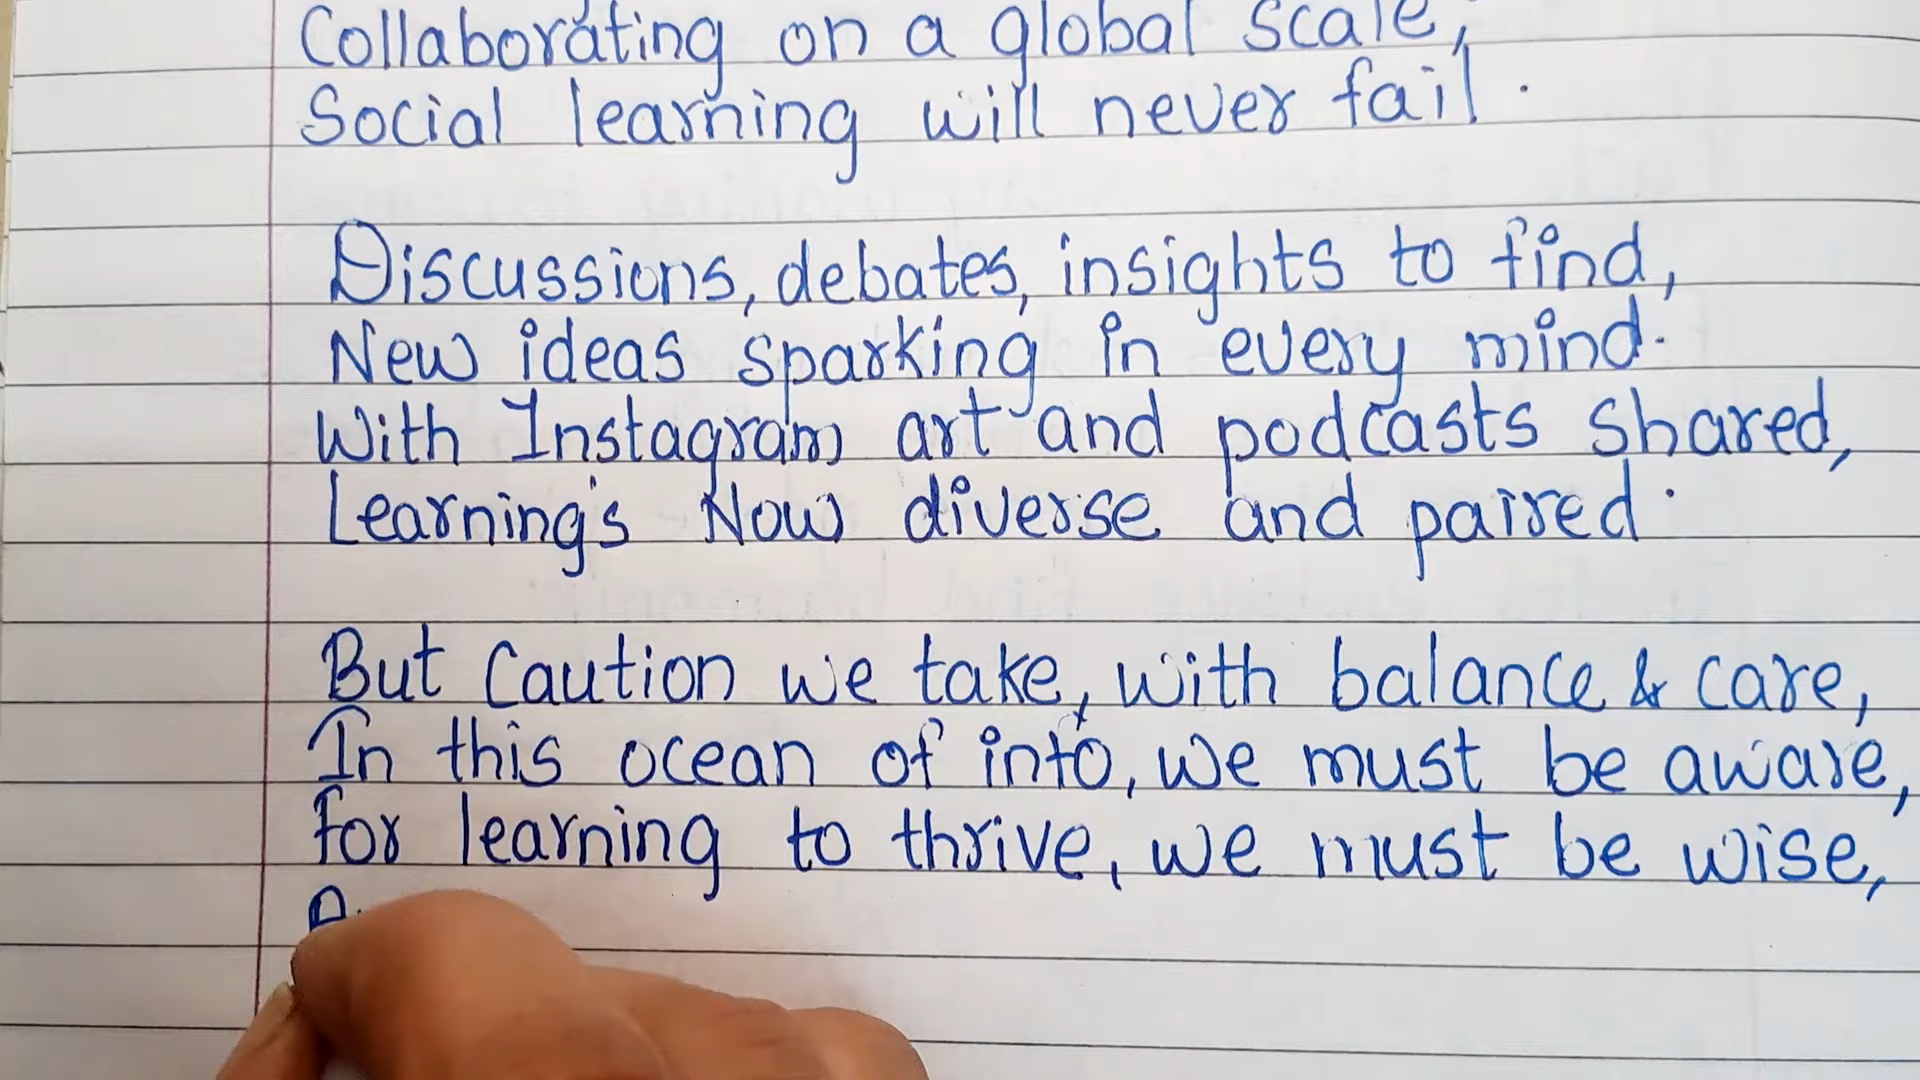 Collaborating on a global scale,
Social learning will never fail.
Discussions, debates, insights to find,
New ideas sparking in every mind.
With Instagram art and podcasts shared,
Learning's Now diverse and paired.
But Caution we take, with balance & care,
In this ocean of info, we must be aware,
for learning to thrive, we must be wise,